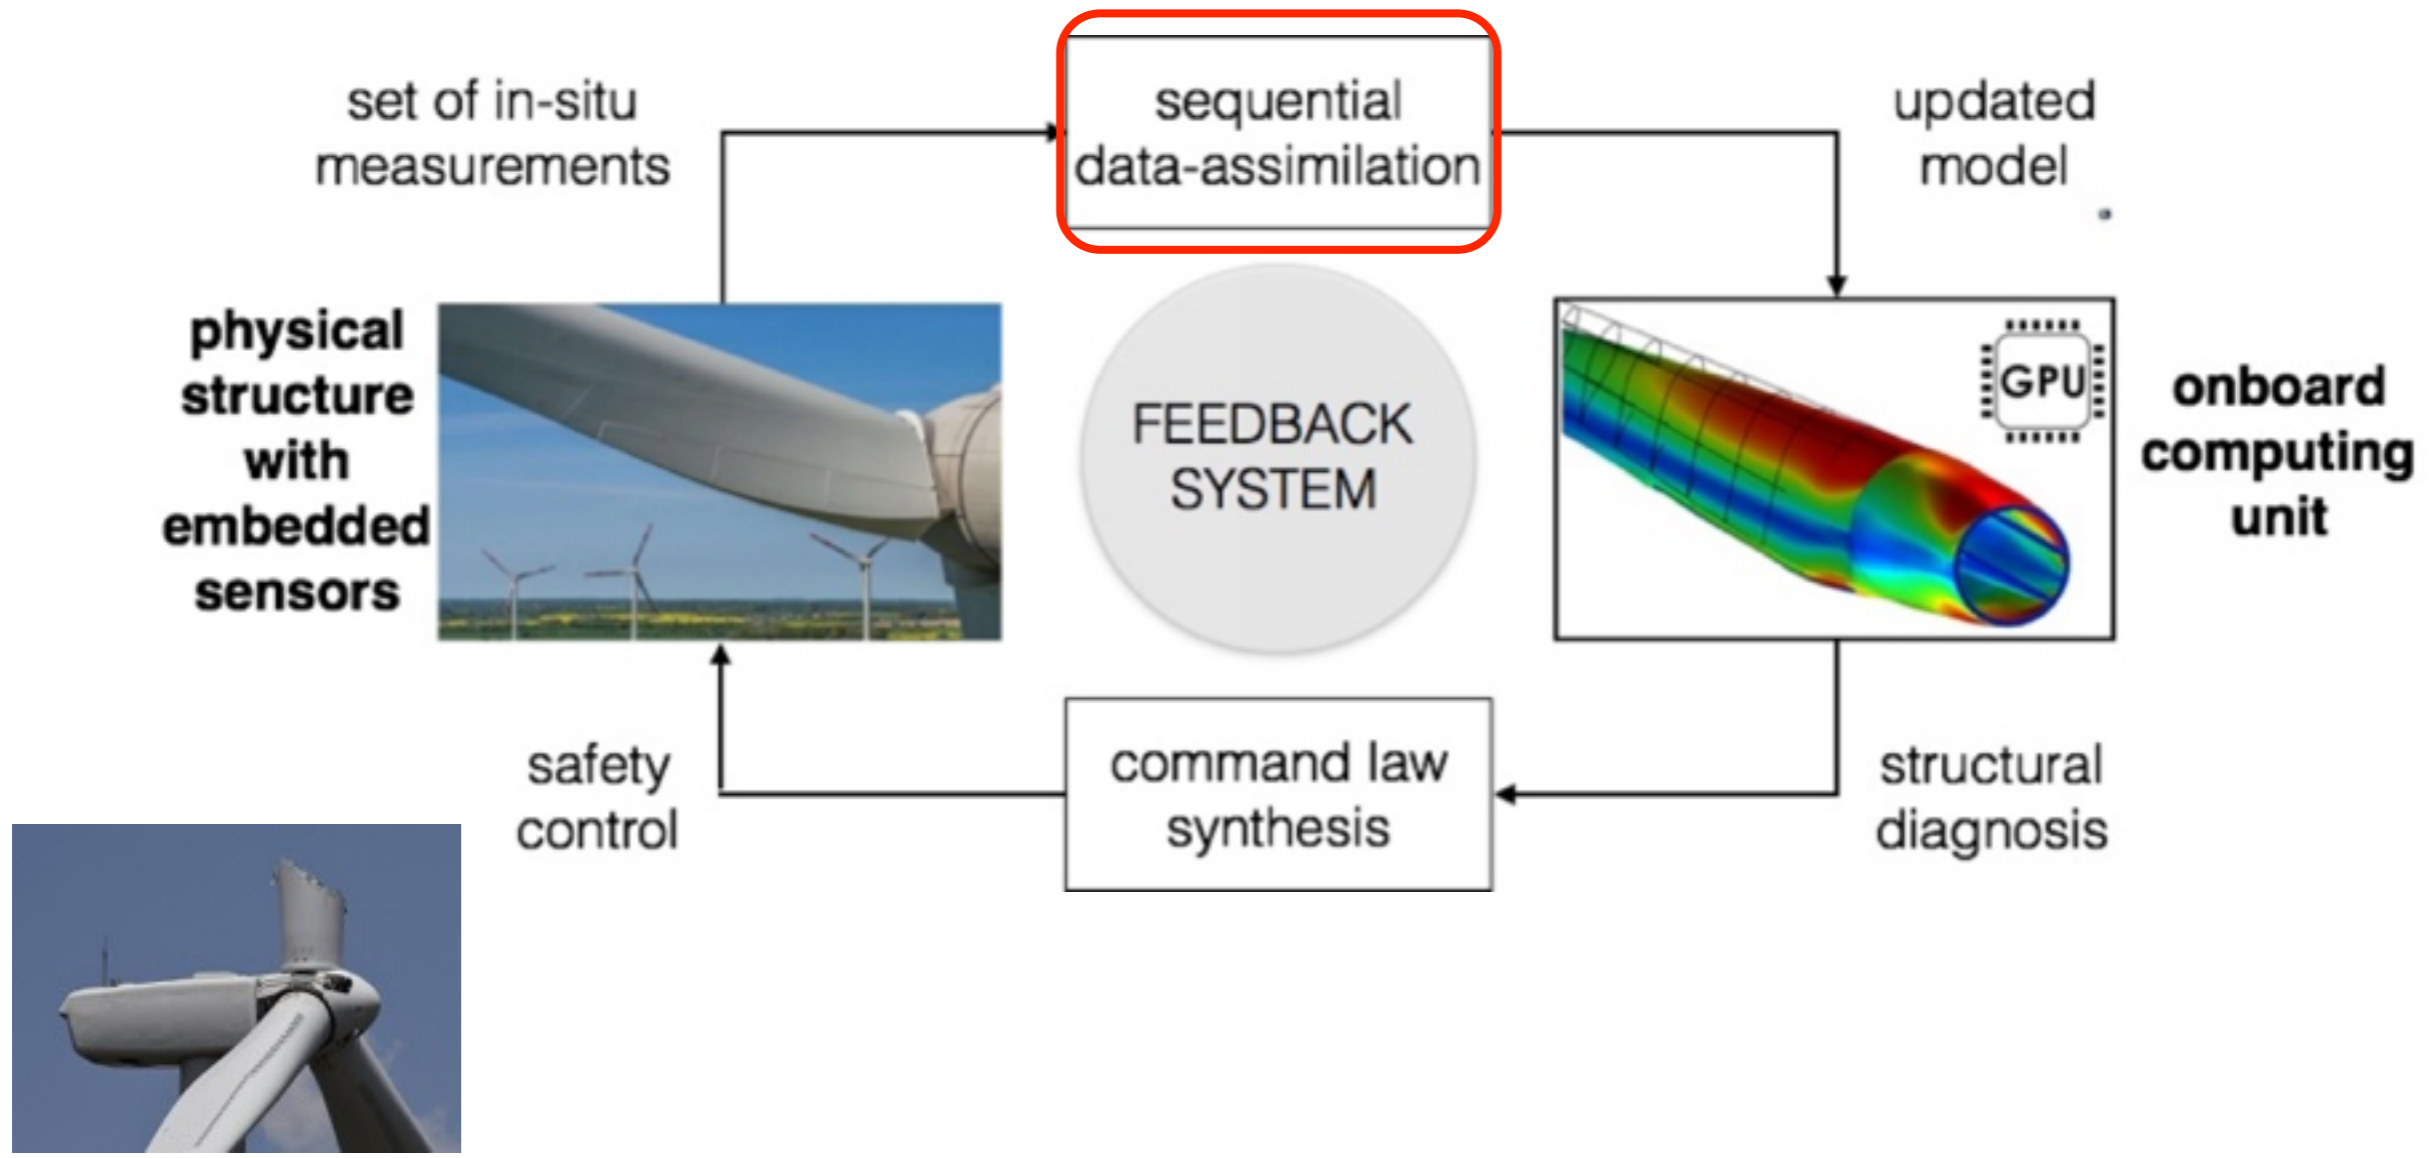 set of in-situ
measurements
sequential
data-assimilation
updated
model
physical
structure
with
embedded
sensors
FEEDBACK
SYSTEM
GPU
onboard
computing
unit
safety
control
command law
synthesis
structural
diagnosis